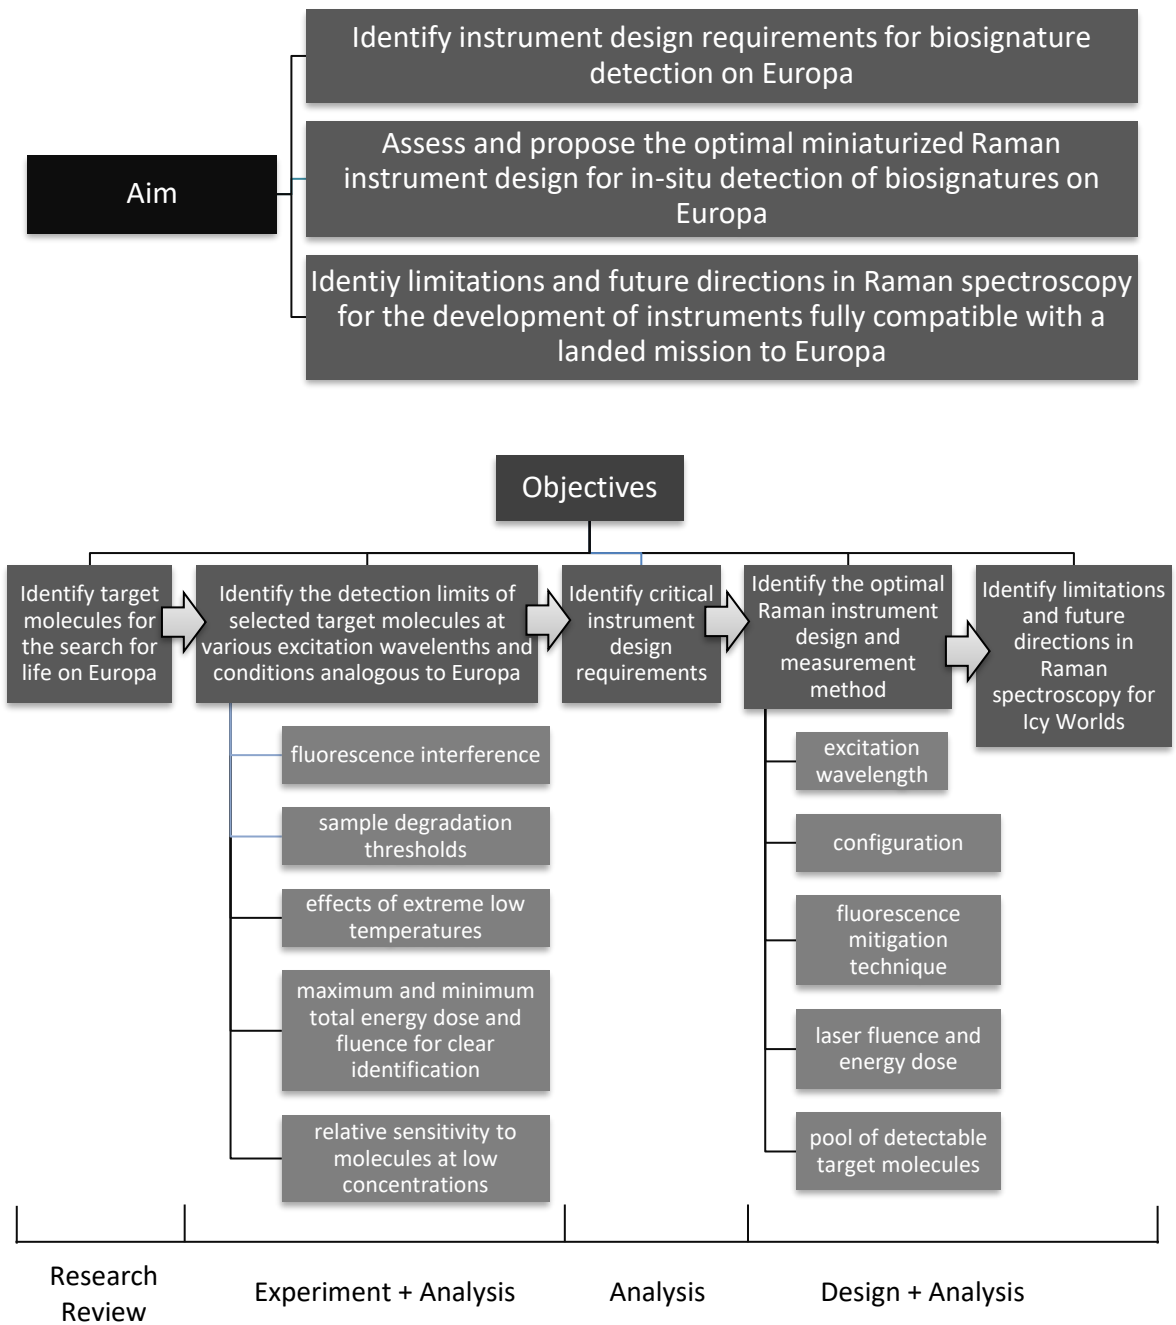 Identify instrument design requirements for biosignature
detection on Europa
Aim
Assess and propose the optimal miniaturized Raman
instrument design for in-situ detection of biosignatures on
Europa
Identiy limitations and future directions in Raman spectroscopy
for the development of instruments fully compatible with a
landed mission to Europa
Objectives
Identify target
molecules for
the search for
life on Europa
Identify the detection limits of
selected target molecules at
various excitation wavelenths and
conditions analogous to Europa
Identify critical
instrument
design
requirements
Identify the optimal
Raman instrument
design and
measurement
method
Identify limitations
and future
directions in
Raman
spectroscopy for
Icy Worlds
fluorescence interference
sample degradation
thresholds
effects of extreme low
temperatures
maximum and minimum
total energy dose and
fluence for clear
identification
relative sensitivity to
molecules at low
concentrations
excitation
wavelength
configuration
fluorescence
mitigation
technique
laser fluence and
energy dose
pool of detectable
target molecules
Research
Review
Experiment + Analysis
Analysis
Design + Analysis